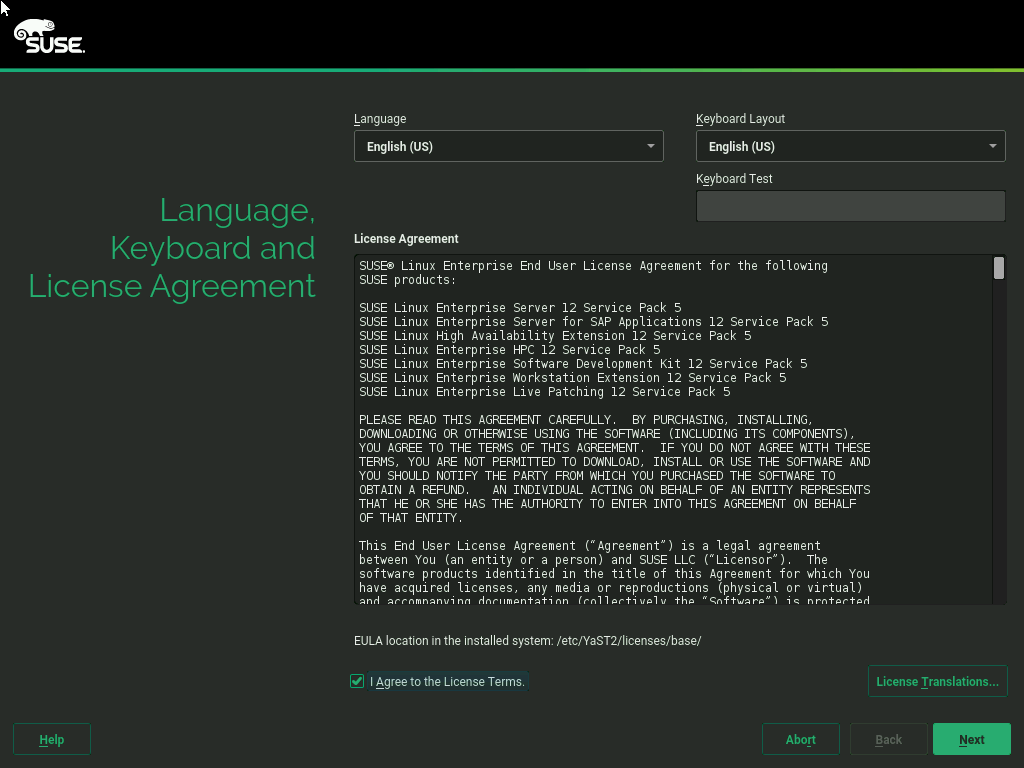 SUSE.
Language
Keyboard Layout
English (US)
English (US)
Keyboard Test
Language,
Keyboard and
License Agreement
License Agreement
SUSE® Linux Enterprise End User License Agreement for the following
SUSE products:
SUSE Linux Enterprise Server 12 Service Pack 5
SUSE Linux Enterprise Server for SAP Applications 12 Service Pack 5
SUSE Linux High Availability Extension 12 Service Pack 5
SUSE Linux Enterprise HPC 12 Service Pack 5
SUSE Linux Enterprise Software Development Kit 12 Service Pack 5
SUSE Linux Enterprise Workstation Extension 12 Service Pack 5
SUSE Linux Enterprise Live Patching 12 Service Pack 5
PLEASE READ THIS AGREEMENT CAREFULLY.  BY PURCHASING, INSTALLING,
DOWNLOADING OR OTHERWISE USING THE SOFTWARE (INCLUDING ITS COMPONENTS),
YOU AGREE TO THE TERMS OF THIS AGREEMENT.  IF YOU DO NOT AGREE WITH THESE
TERMS, YOU ARE NOT PERMITTED TO DOWNLOAD, INSTALL OR USE THE SOFTWARE AND
YOU SHOULD NOTIFY THE PARTY FROM WHICH YOU PURCHASED THE SOFTWARE TO
OBTAIN A REFUND.   AN INDIVIDUAL ACTING ON BEHALF OF AN ENTITY REPRESENTS
THAT HE OR SHE HAS THE AUTHORITY TO ENTER INTO THIS AGREEMENT ON BEHALF
OF THAT ENTITY.
This End User License Agreement (“Agreement”) is a legal agreement
between You (an entity or a person) and SUSE LLC (“Licensor”).  The
software products identified in the title of this Agreement for which You
have acquired licenses, any media or reproductions (physical or virtual)
and accompanying documentation (collectively the “Software”) is protected
EULA location in the installed system: /etc/YaST2/licenses/base/
I Agree to the License Terms.
License Translations...
Help
Abort
Back
Next